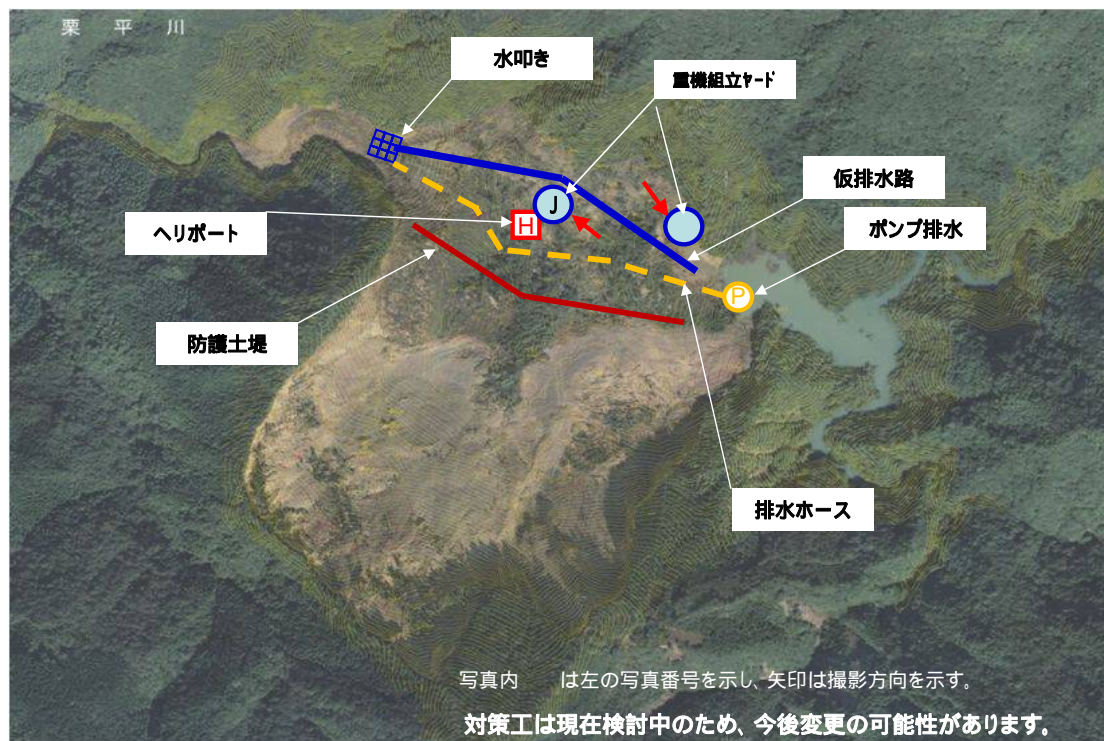 栗 平 川
水叩き
重機組立ﾔｰﾄﾞ
仮排水路
ポンプ排水
ヘリポート
J
H
P
防護土堤
排水ホース
写真内　　は左の写真番号を示し、矢印は撮影方向を示す。
対策工は現在検討中のため、今後変更の可能性があります。